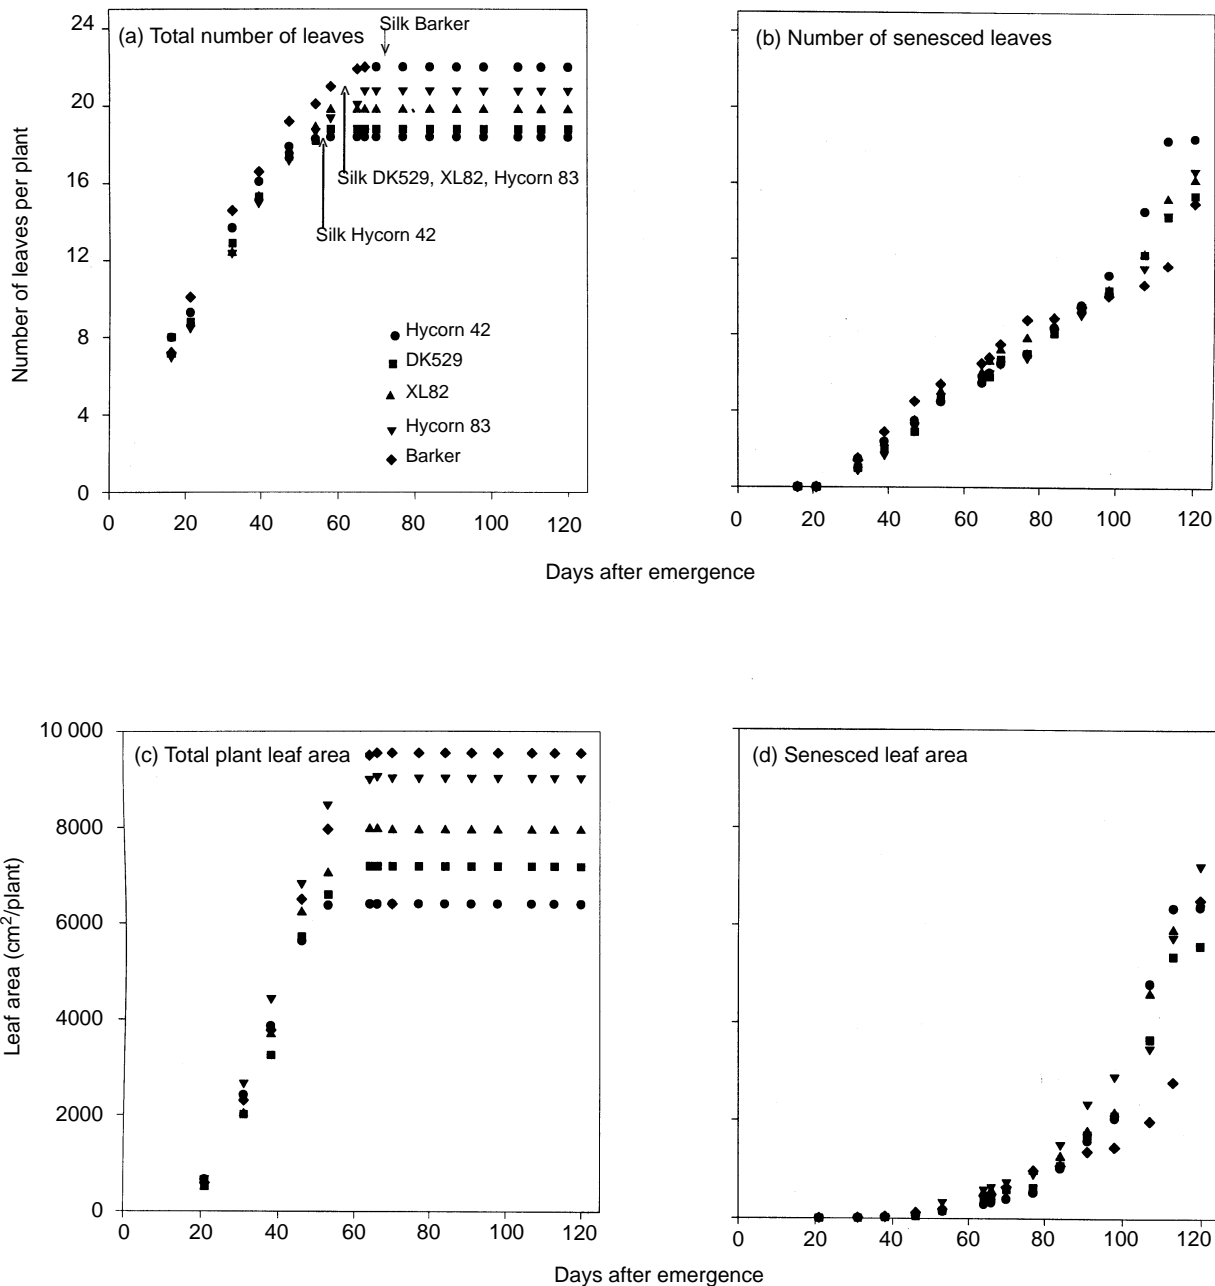 24
20
16
12
8
4
0
Number of leaves per plant
(a) Total number of leaves
Silk Barker
Silk DK529, XL82, Hycorn 83
Silk Hycorn 42
Hycorn 42
DK529
XL82
Hycorn 83
Barker
0 20 40 60 80 100 120
(b) Number of senesced leaves
0 20 40 60 80 100 120
Days after emergence
10 000
8000
6000
4000
2000
0
Leaf area (cm²/plant)
(c) Total plant leaf area
0 20 40 60 80 100 120
(d) Senesced leaf area
0 20 40 60 80 100 120
Days after emergence